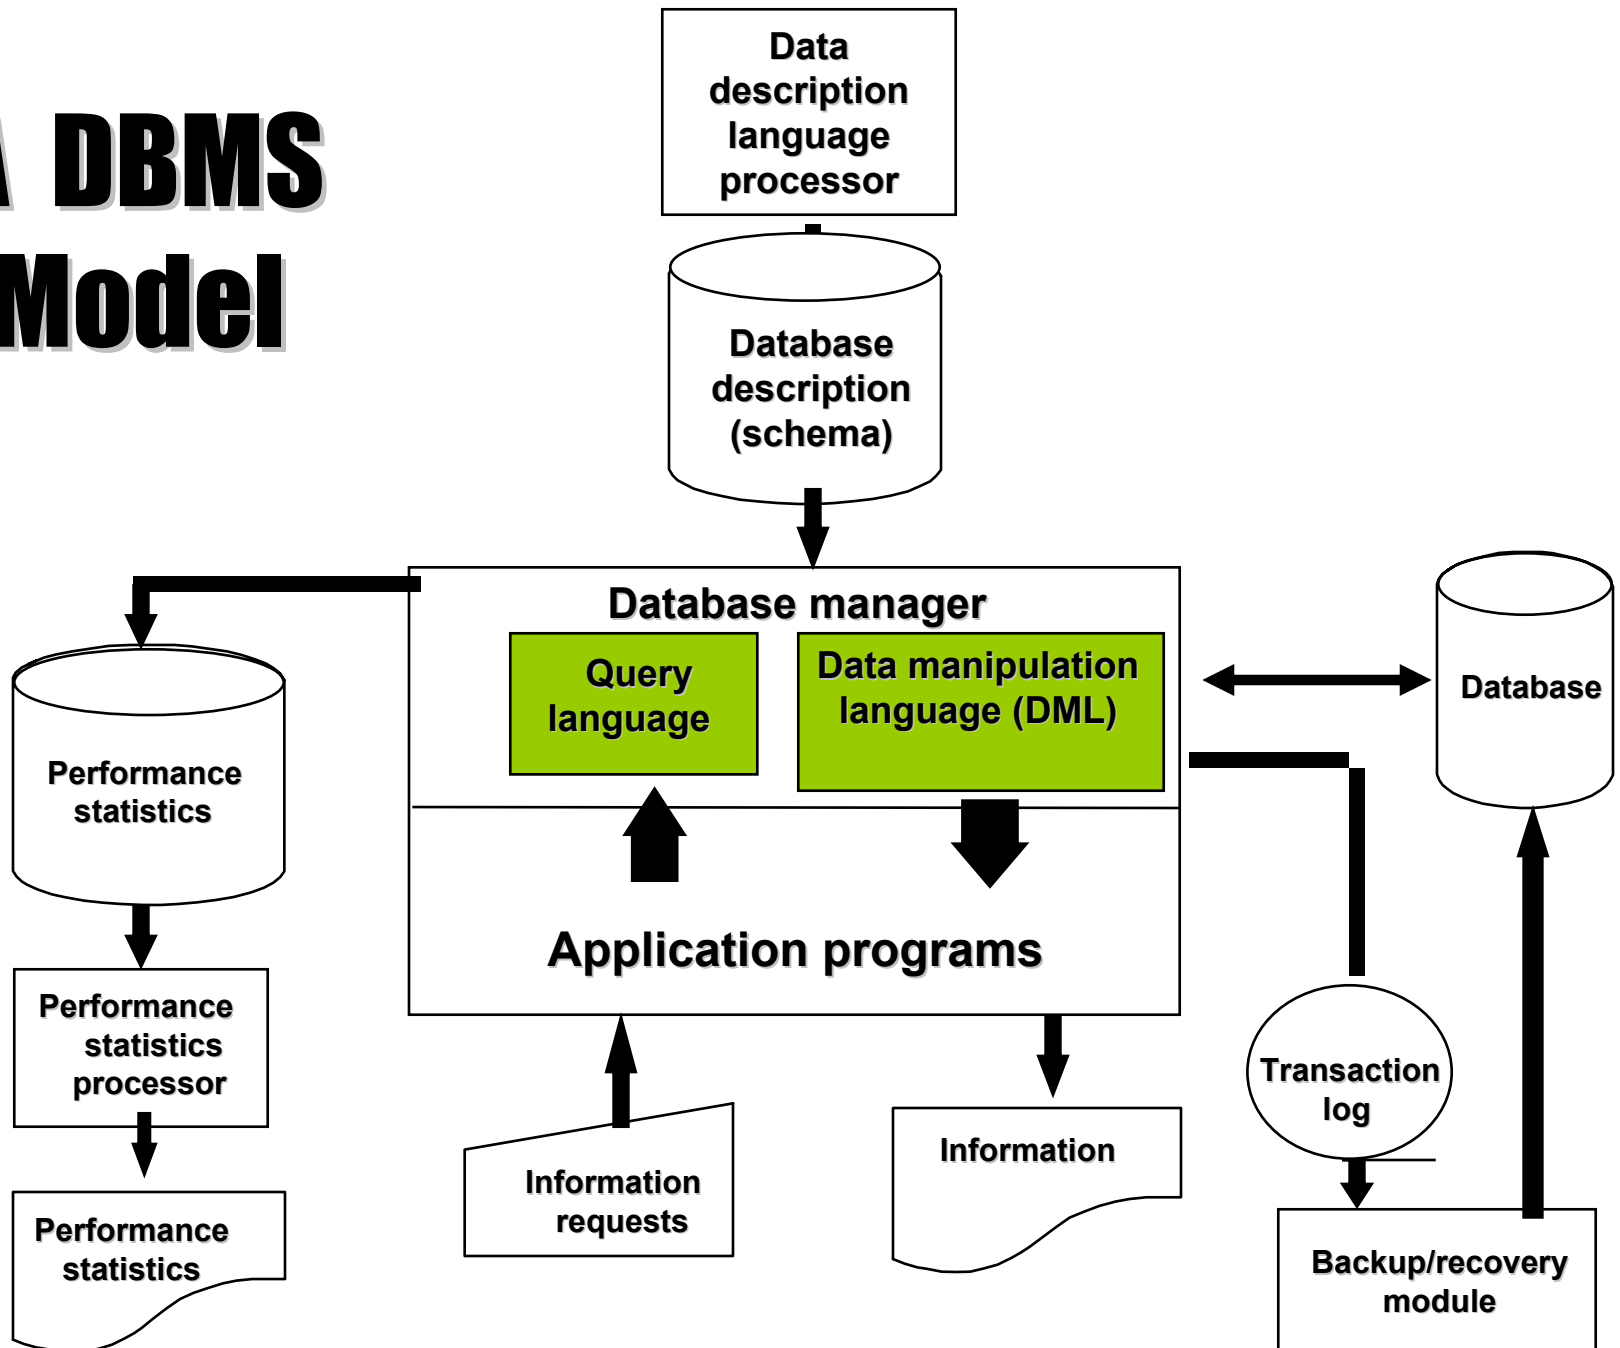 A DBMS
Model
Data
description
language
processor
Database
description
(schema)
Database manager
Query
language
Data manipulation
language (DML)
Database
Performance
statistics
Application programs
Performance
statistics
processor
Transaction
log
Information
requests
Information
Performance
statistics
Backup/recovery
module